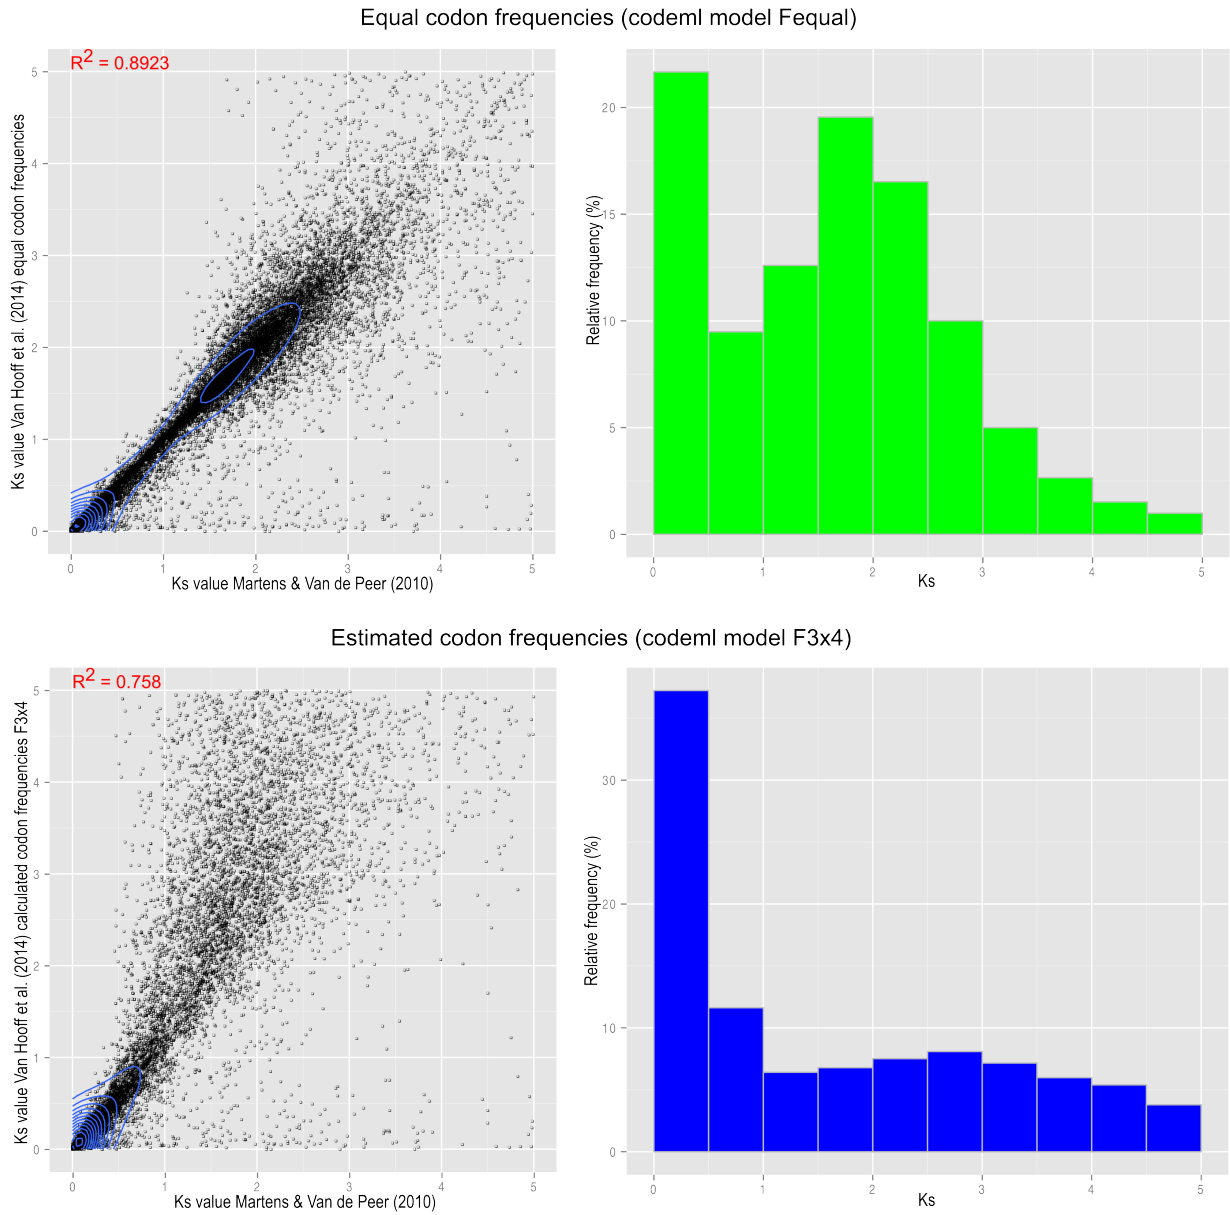 Equal codon frequencies (codeml model Fequal)
R2 = 0.8923
Ks value Van Hooff et al. (2014) equal codon frequencies
5
4
3
2
1
0
0 1 2 3 4 5
Ks value Martens & Van de Peer (2010)
Relative frequency (%)
20
15
10
5
0
0 1 2 3 4 5
Ks
Estimated codon frequencies (codeml model F3x4)
R2 = 0.758
Ks value Van Hooff et al. (2014) calculated codon frequencies F3x4
5
4
3
2
1
0
0 1 2 3 4 5
Ks value Martens & Van de Peer (2010)
Relative frequency (%)
30
20
10
0
0 1 2 3 4 5
Ks